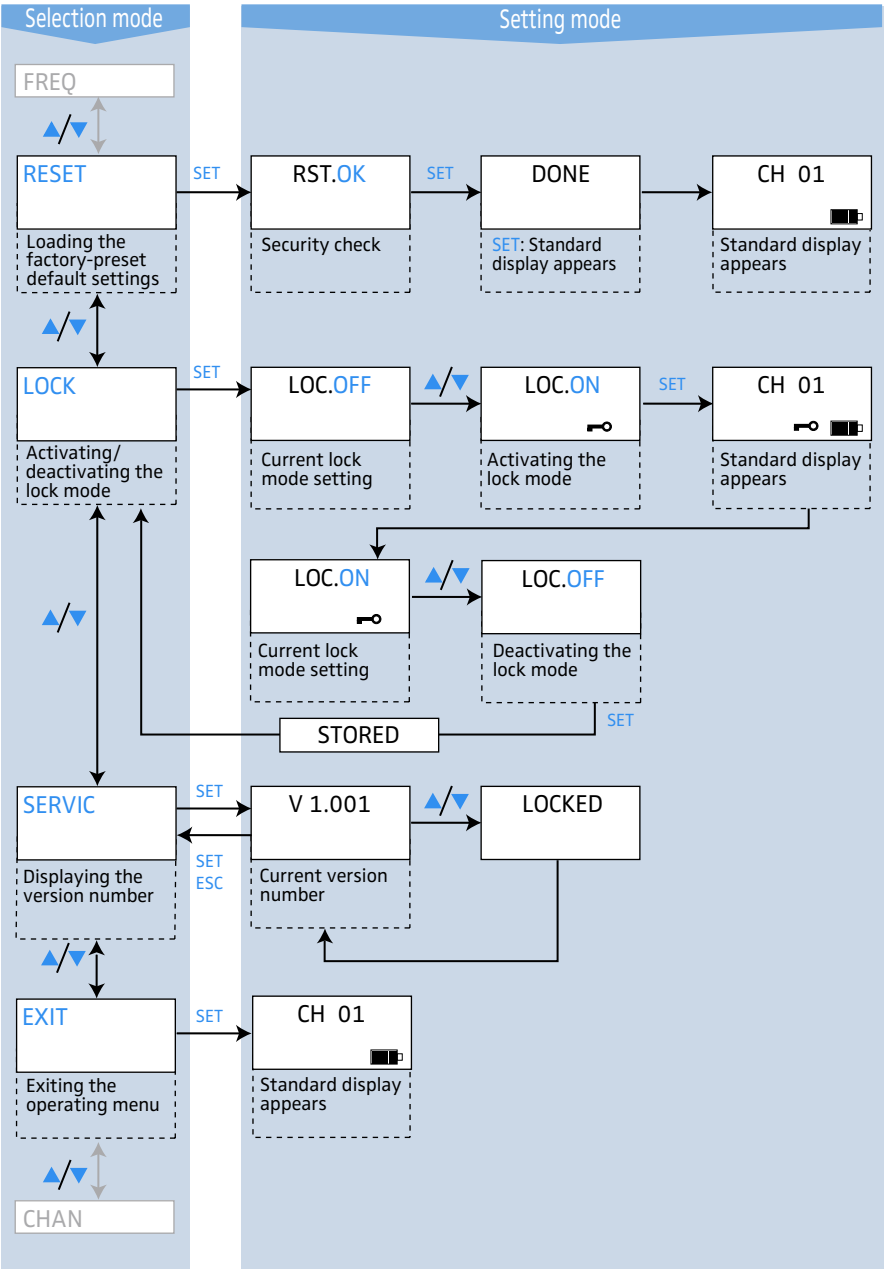 Selection mode
Setting mode
FREQ
▲/▼
RESET
SET
RST.OK
SET
DONE
CH 01
Loading the
factory-preset
default settings
Security check
SET: Standard
display appears
Standard display
appears
▲/▼
LOCK
SET
LOC.OFF
▲/▼
LOC.ON
SET
CH 01
Activating/
deactivating the
lock mode
Current lock
mode setting
Activating the
lock mode
Standard display
appears
▲/▼
LOC.ON
▲/▼
LOC.OFF
Current lock
mode setting
Deactivating the
lock mode
SET
STORED
SERVIC
SET
V 1.001
▲/▼
LOCKED
SET
ESC
Displaying the
version number
Current version
number
▲/▼
EXIT
SET
CH 01
Exiting the
operating menu
Standard display
appears
▲/▼
CHAN